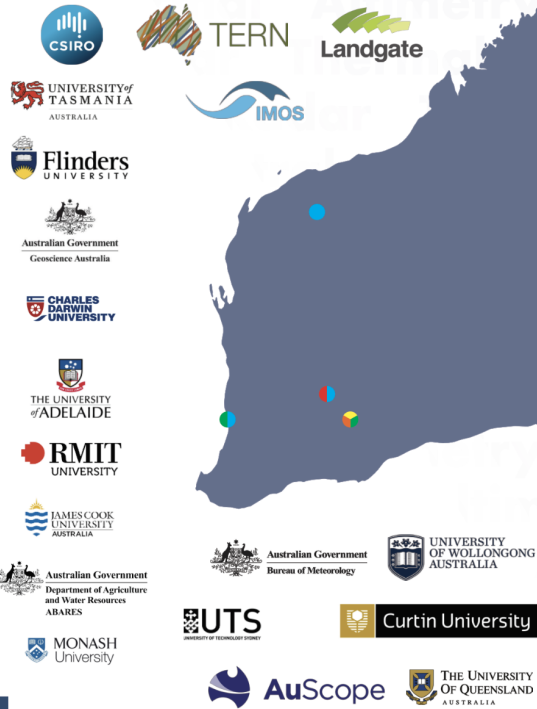 CSIRO
TERN
Landgate
UNIVERSITY of
TASMANIA
AUSTRALIA
IMOS
Flinders
UNIVERSITY
Australian Government
Geoscience Australia
CHARLES
DARWIN
UNIVERSITY
THE UNIVERSITY
of ADELAIDE
RMIT
UNIVERSITY
JAMES COOK
UNIVERSITY
AUSTRALIA
Australian Government
Bureau of Meteorology
UNIVERSITY
OF WOLLONGONG
AUSTRALIA
Australian Government
Department of Agriculture
and Water Resources
ABARES
UTS
UNIVERSITY OF TECHNOLOGY SYDNEY
Curtin University
MONASH
University
AuScope
THE UNIVERSITY
OF QUEENSLAND
AUSTRALIA